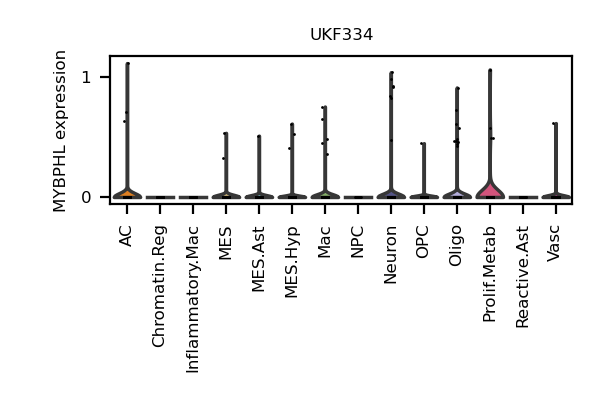 UKF334
MYBPHL expression
1
0
AC
Chromatin.Reg
Inflammatory.Mac
MES
MES.Ast
MES.Hyp
Mac
NPC
Neuron
OPC
Oligo
Prolif.Metab
Reactive.Ast
Vasc